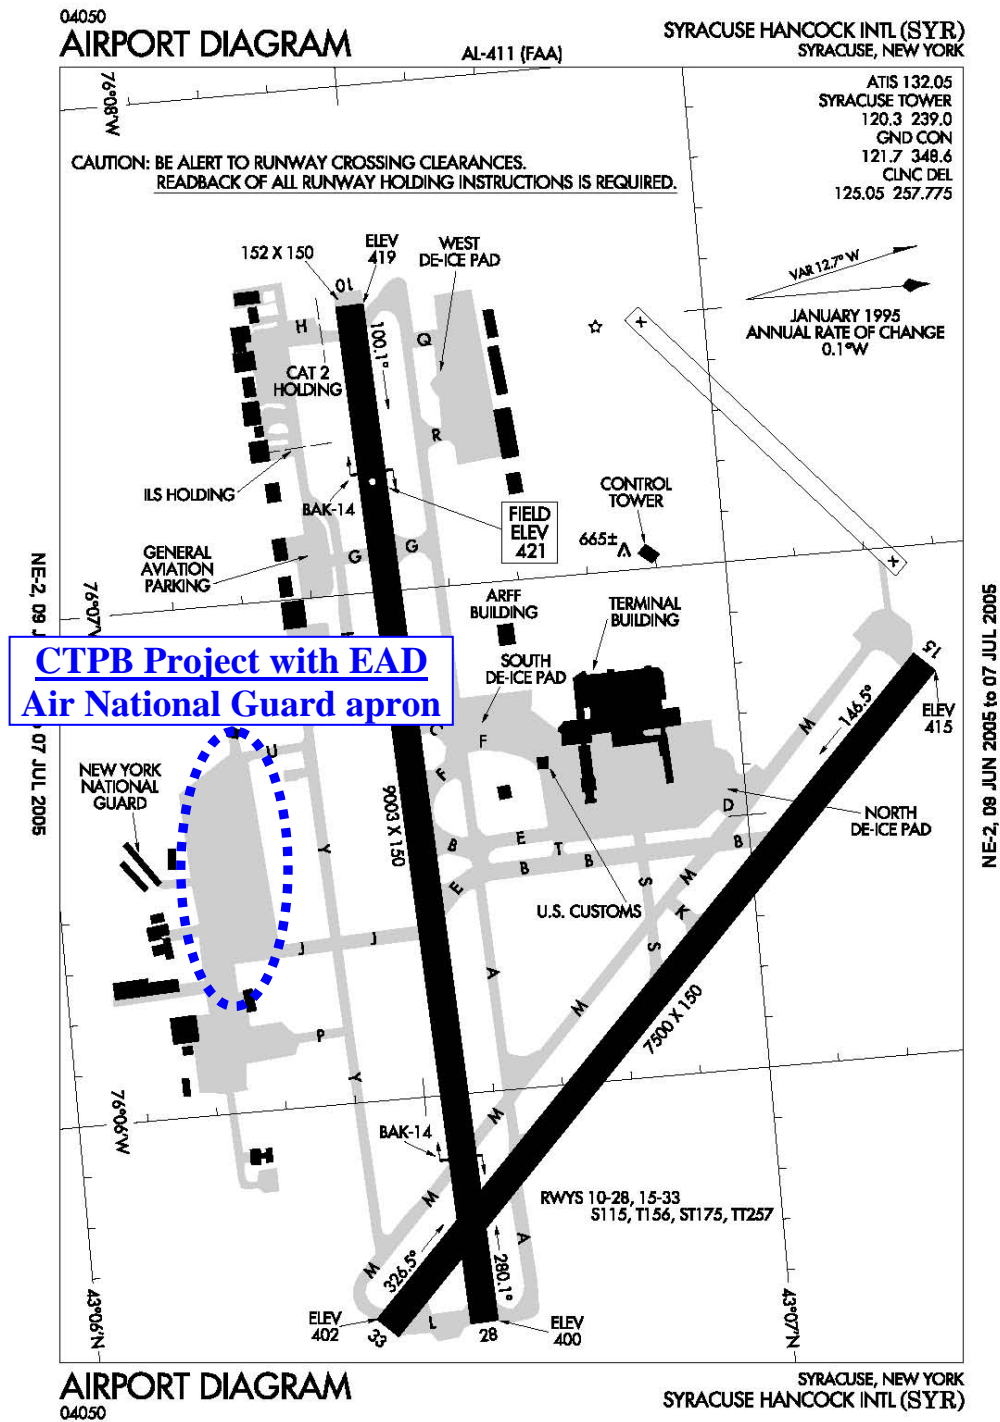 04050
AIRPORT DIAGRAM
AL-411 (FAA)
SYRACUSE HANCOCK INTL (SYR)
SYRACUSE, NEW YORK
76°08'W
ATIS 132.05
SYRACUSE TOWER
120.3 239.0
GND CON
121.7 348.6
CLNC DEL
125.05 257.775
CAUTION: BE ALERT TO RUNWAY CROSSING CLEARANCES.
READBACK OF ALL RUNWAY HOLDING INSTRUCTIONS IS REQUIRED.
VAR 12.7° W
JANUARY 1995
ANNUAL RATE OF CHANGE
0.1°W
152 X 150
ELEV
419
WEST
DE-ICE PAD
10
H
Q
100.1°
CAT 2
HOLDING
R
ILS HOLDING
BAK-14
FIELD
ELEV
421
CONTROL
TOWER
665±
GENERAL
AVIATION
PARKING
G
G
ARFF
BUILDING
TERMINAL
BUILDING
76°07'W
NE-2, 09 J
O 07 JUL 2005
NE-2, 09 JUN 2005 to 07 JUL 2005
CTPB Project with EAD
Air National Guard apron
SOUTH
DE-ICE PAD
15
ELEV
415
146.5°
M
C
F
F
U
NEW YORK
NATIONAL
GUARD
9003 X 150
D
NORTH
DE-ICE PAD
Y
B
E
T
B
B
B
E
S
M
K
S
U.S. CUSTOMS
J
J
A
M
7500 X 150
P
Y
76°06'W
M
BAK-14
RWYS 10-28, 15-33
S115, T156, ST175, TT257
M
A
M
326.5°
280.1°
43°06'N
43°07'N
ELEV
402
33
L
28
ELEV
400
AIRPORT DIAGRAM
04050
SYRACUSE, NEW YORK
SYRACUSE HANCOCK INTL (SYR)